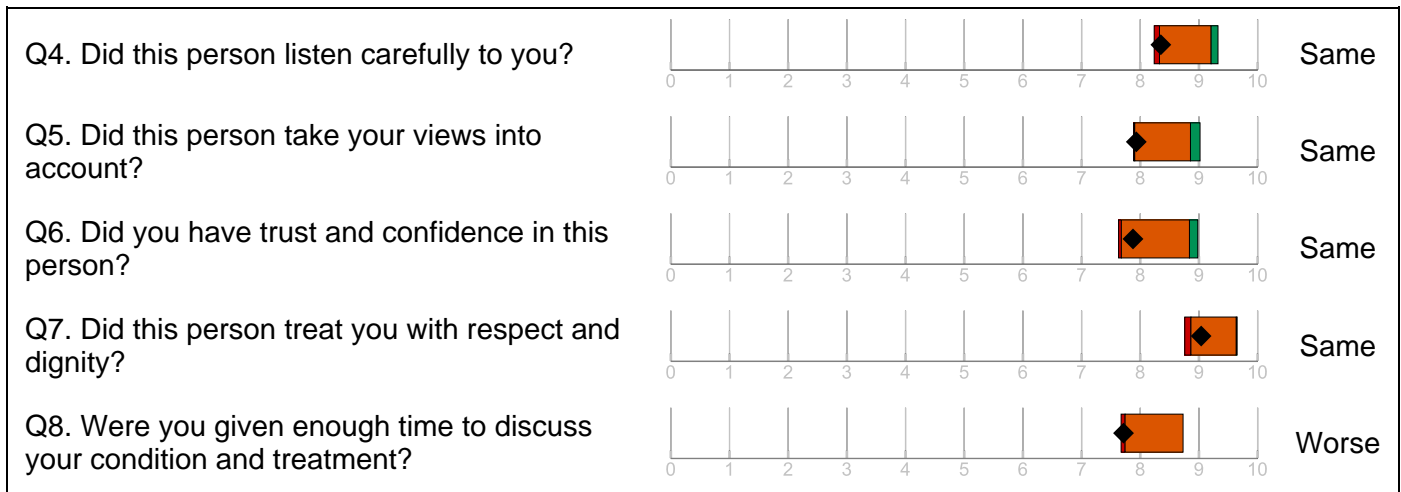 Q4. Did this person listen carefully to you?
0 1 2 3 4 5 6 7 8 9 10
Same
Q5. Did this person take your views into
account?
0 1 2 3 4 5 6 7 8 9 10
Same
Q6. Did you have trust and confidence in this
person?
0 1 2 3 4 5 6 7 8 9 10
Same
Q7. Did this person treat you with respect and
dignity?
0 1 2 3 4 5 6 7 8 9 10
Same
Q8. Were you given enough time to discuss
your condition and treatment?
0 1 2 3 4 5 6 7 8 9 10
Worse